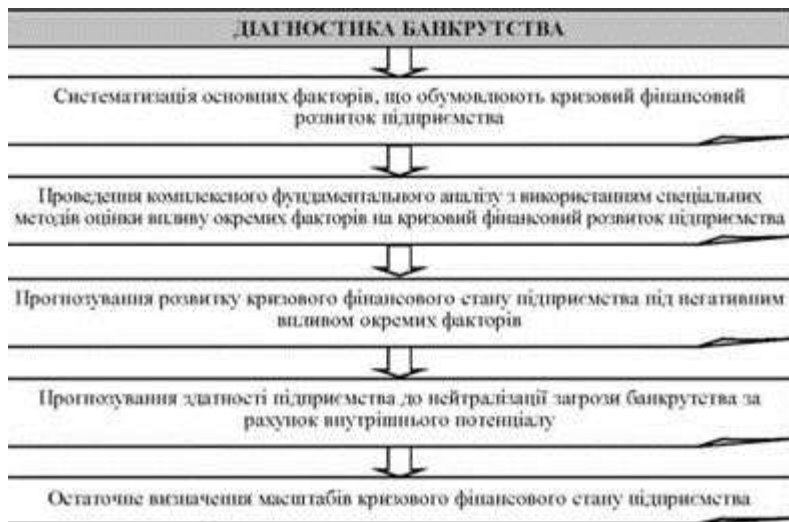 ДІАГНОСТИКА БАНКРУТСТВА
Систематизація основних факторів, що обумовлюють кризовий фінансовий
розвиток підприємства
Проведення комплексного фундаментального аналізу з використанням спеціальних
методів оцінки впливу окремих факторів на кризовий фінансовий розвиток підприємства
Прогнозування розвитку кризового фінансового стану підприємства під негативним
впливом окремих факторів
Прогнозування здатності підприємства до нейтралізації загрози банкрутства за
рахунок внутрішнього потенціалу
Остаточне визначення масштабів кризового фінансового стану підприємства